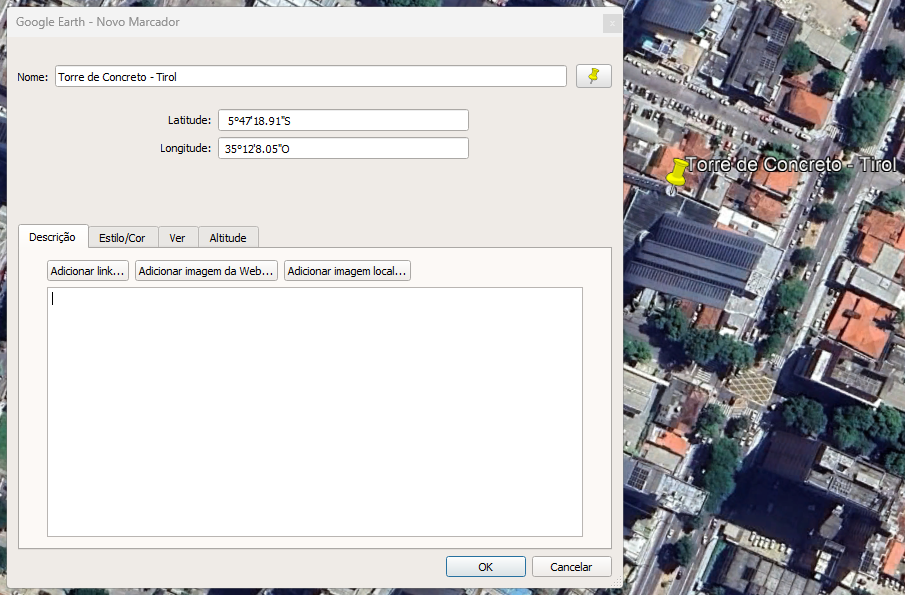 Google Earth - Novo Marcador
Nome: Torre de Concreto - Tirol
Latitude: 5°47'18.91"S
Longitude: 35°12'8.05"O
Descrição Estilo/Cor Ver Altitude
Adicionar link... Adicionar imagem da Web... Adicionar imagem local...
OK Cancelar
Torre de Concreto - Tirol